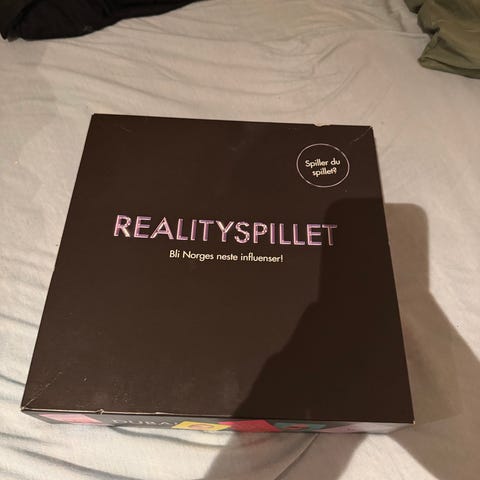 Spiller du
spillet?
REALITYSPILLET
Bli Norges neste influenser!